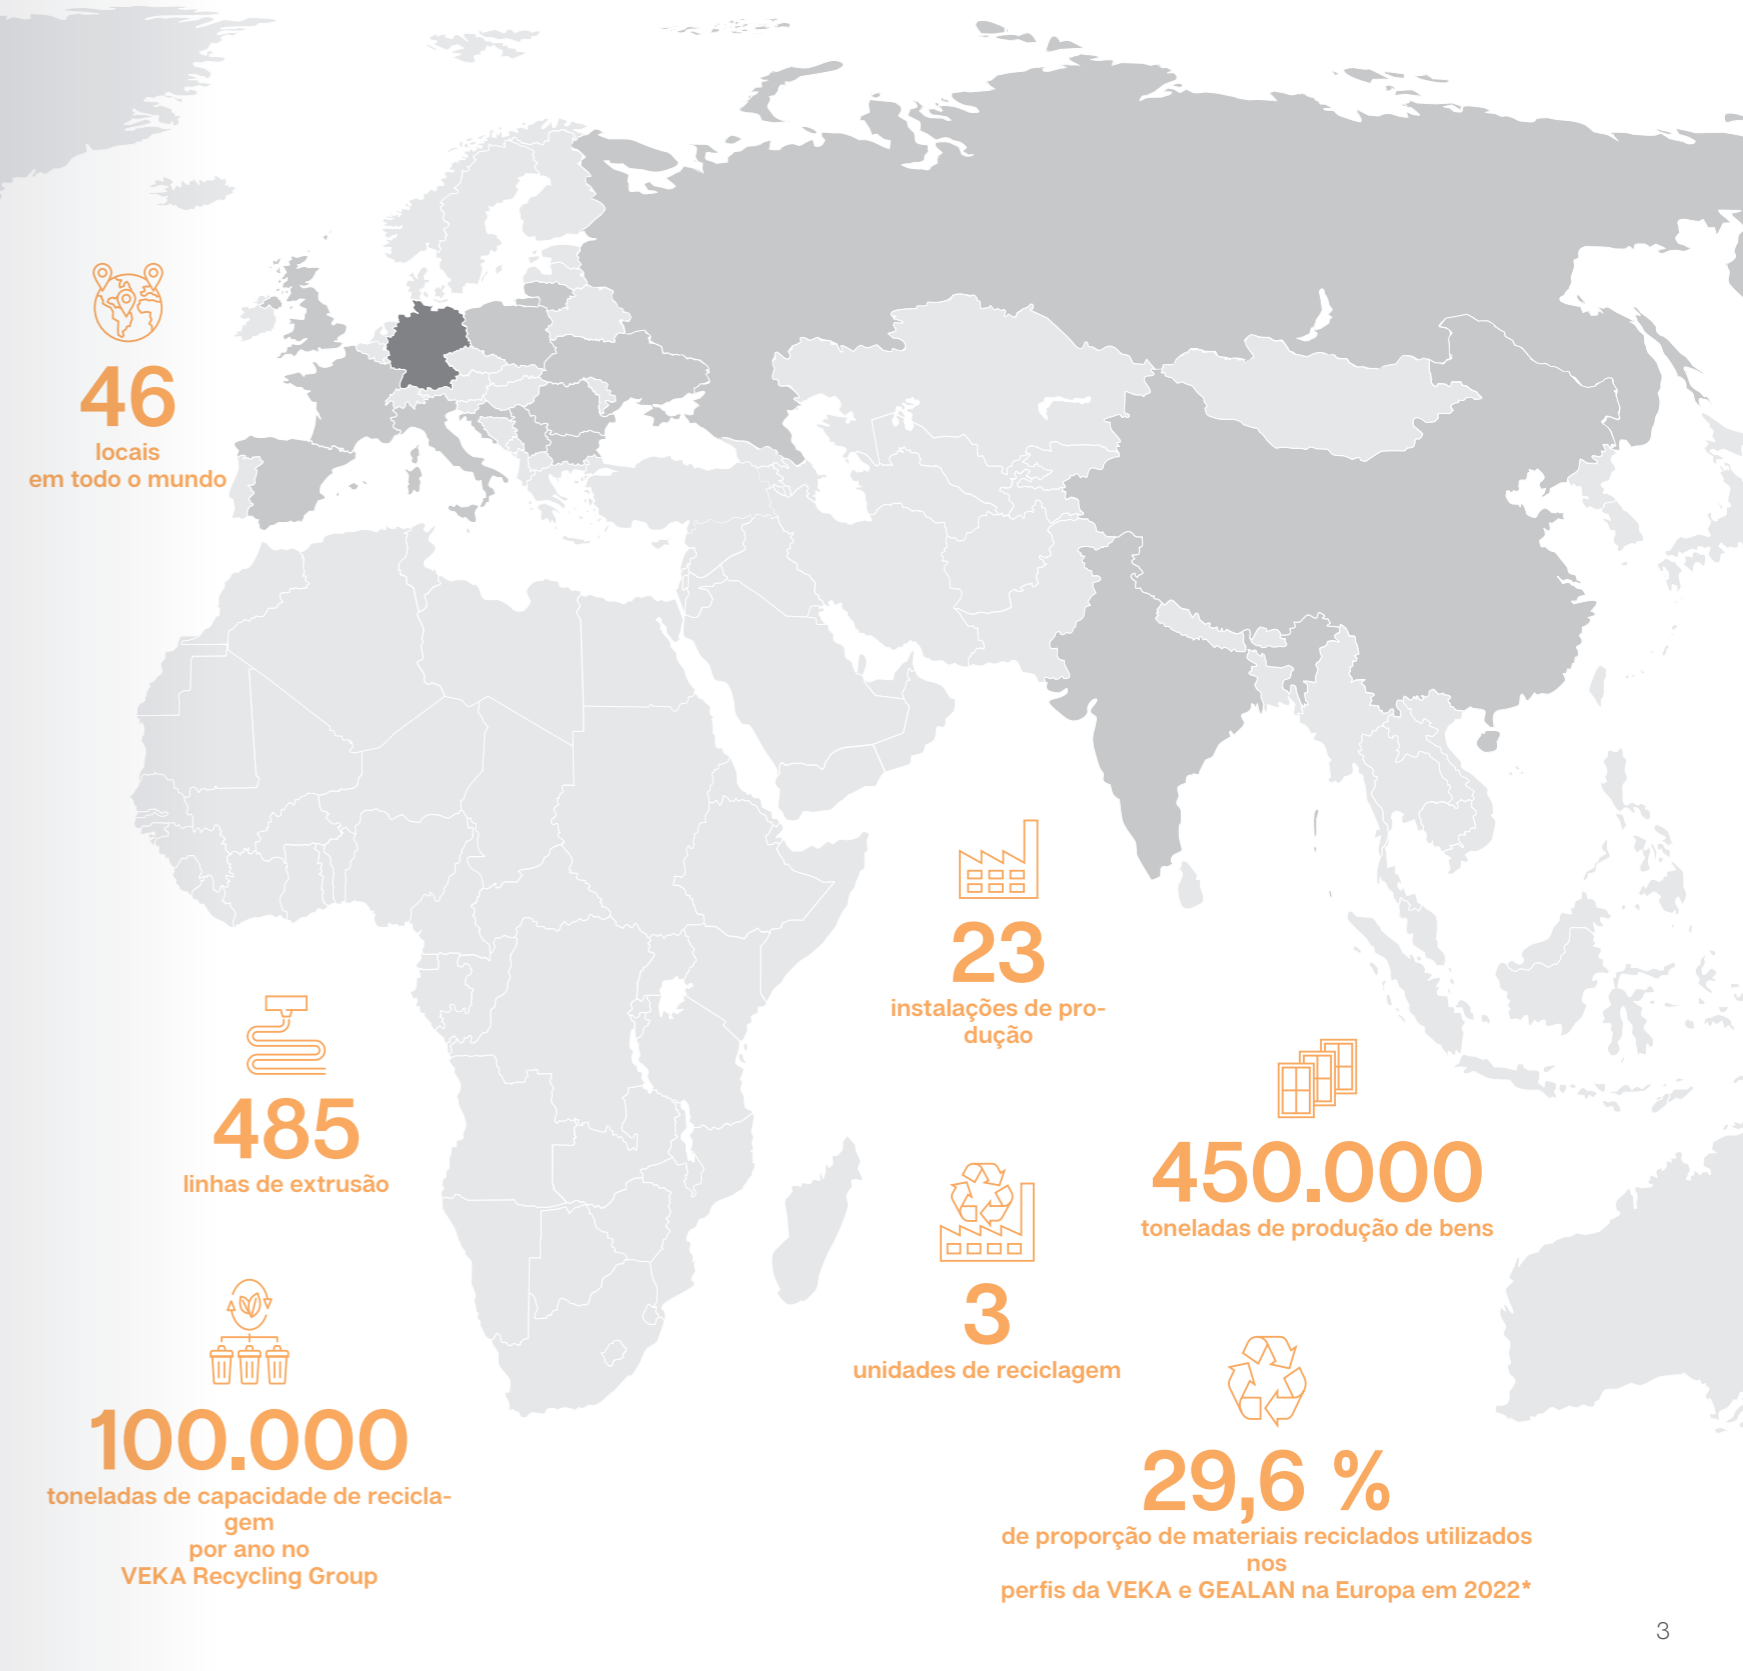 46
locais
em todo o mundo
23
instalações de pro-
dução
485
linhas de extrusão
450.000
toneladas de produção de bens
3
unidades de reciclagem
100.000
toneladas de capacidade de recicla-
gem
por ano no
VEKA Recycling Group
29,6 %
de proporção de materiais reciclados utilizados
nos
perfis da VEKA e GEALAN na Europa em 2022*
3